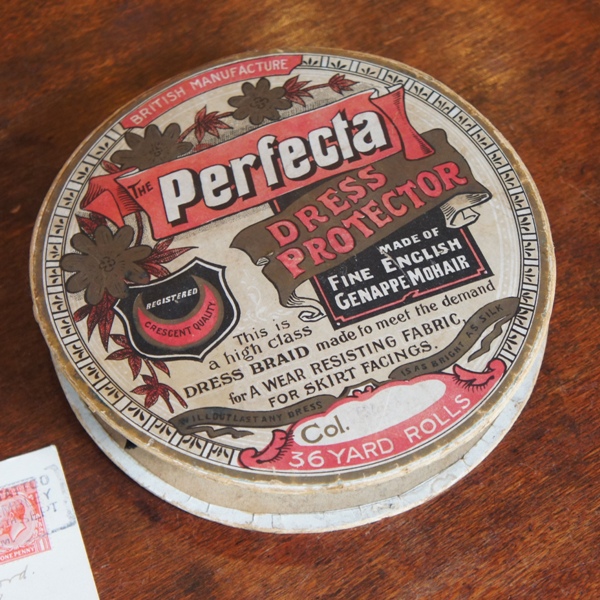 BRITISH MANUFACTURE
THE Perfecta
DRESS
PROTECTOR
MADE OF
FINE ENGLISH
GENAPPE MOHAIR
REGISTERED
CRESCENT QUALITY
This is
a high class
DRESS BRAID made to meet the demand
for A WEAR RESISTING FABRIC,
FOR SKIRT FACINGS.
WILL OUTLAST ANY DRESS
IS AS BRIGHT AS SILK
Col.
36 YARD ROLLS
ONE PENNY